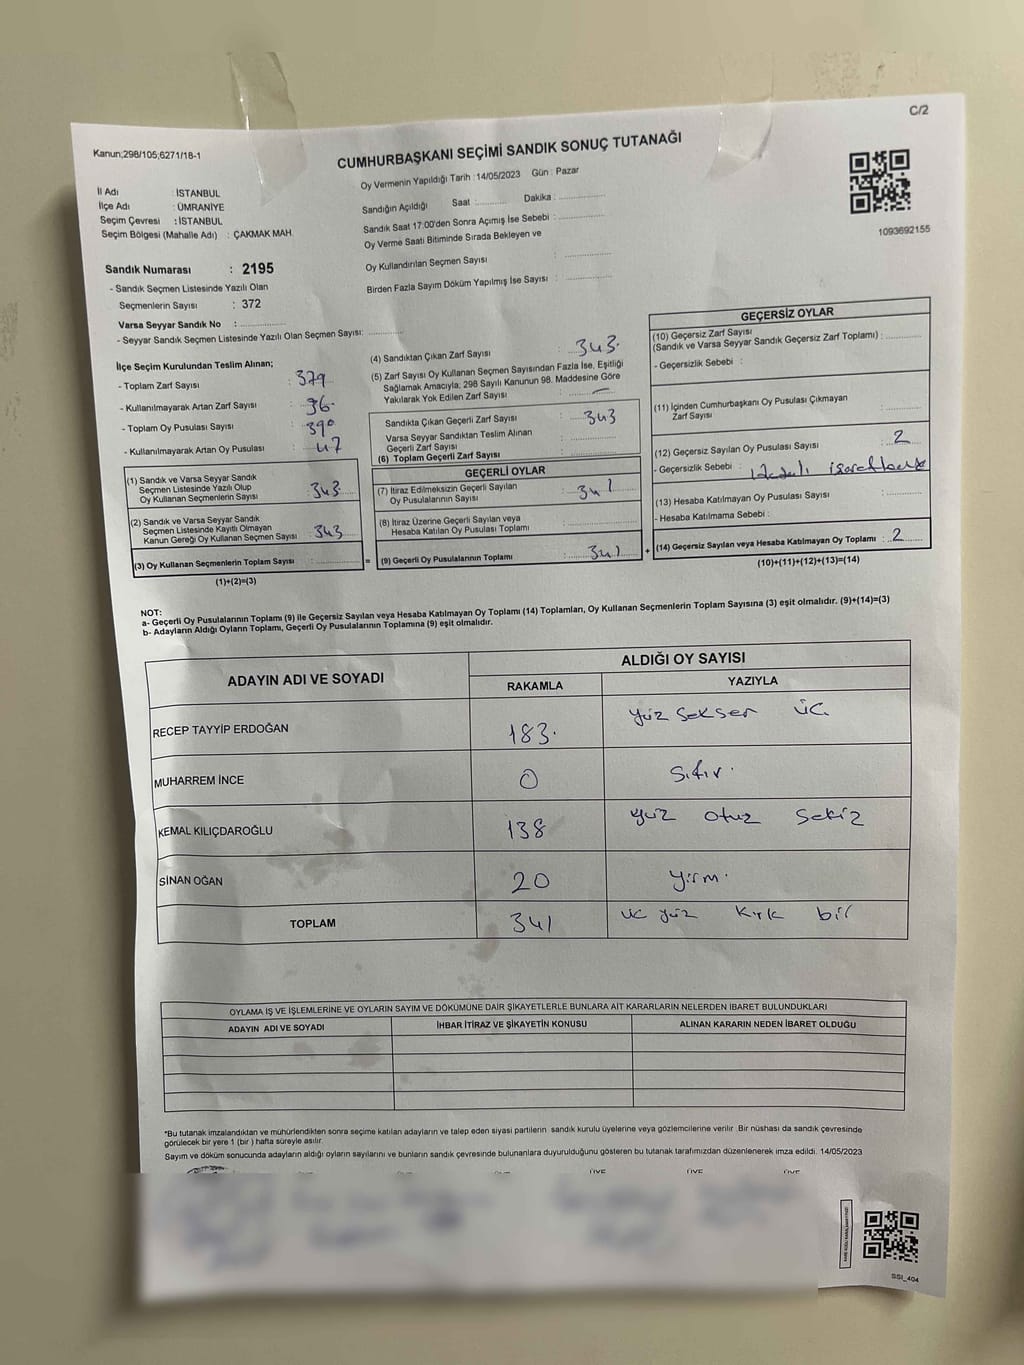 C/2
Kanun;298/105;6271/18-1
CUMHURBAŞKANI SEÇİMİ SANDIK SONUÇ TUTANAĞI
Oy Vermenin Yapıldığı Tarih : 14/05/2023 Gün : Pazar
İl Adı : İSTANBUL
İlçe Adı : ÜMRANİYE
Seçim Çevresi : İSTANBUL
Seçim Bölgesi (Mahalle Adı) : ÇAKMAK MAH.
Sandığın Açıldığı Saat : Dakika :
Sandık Saat 17:00'den Sonra Açımış İse Sebebi :
Oy Verme Saati Bitiminde Sırada Bekleyen ve
Oy Kullandırılan Seçmen Sayısı :
Birden Fazla Sayım Döküm Yapılmış İse Sayısı :
1093692155
Sandık Numarası : 2195
- Sandık Seçmen Listesinde Yazılı Olan
Seçmenlerin Sayısı : 372
Varsa Seyyar Sandık No :
- Seyyar Sandık Seçmen Listesinde Yazılı Olan Seçmen Sayısı:
İlçe Seçim Kurulundan Teslim Alınan;
- Toplam Zarf Sayısı : 379
- Kullanılmayarak Artan Zarf Sayısı : 36
- Toplam Oy Pusulası Sayısı : 390
- Kullanılmayarak Artan Oy Pusulası : 47
(1) Sandık ve Varsa Seyyar Sandık
Seçmen Listesinde Yazılı Olup
Oy Kullanan Seçmenlerin Sayısı : 343
(2) Sandık ve Varsa Seyyar Sandık
Seçmen Listesinde Kayıtlı Olmayan
Kanun Gereği Oy Kullanan Seçmen Sayısı : 343
(3) Oy Kullanan Seçmenlerin Toplam Sayısı :
(1)+(2)=(3)
(4) Sandıktan Çıkan Zarf Sayısı : 343
(5) Zarf Sayısı Oy Kullanan Seçmen Sayısından Fazla İse, Eşitliği
Sağlamak Amacıyla, 298 Sayılı Kanunun 98. Maddesine Göre
Yakılarak Yok Edilen Zarf Sayısı : –
Sandıkta Çıkan Geçerli Zarf Sayısı : 343
Varsa Seyyar Sandıktan Teslim Alınan
Geçerli Zarf Sayısı :
(6) Toplam Geçerli Zarf Sayısı :
GEÇERLİ OYLAR
(7) İtiraz Edilmeksizin Geçerli Sayılan
Oy Pusulalarının Sayısı : 341
(8) İtiraz Üzerine Geçerli Sayılan veya
Hesaba Katılan Oy Pusulası Toplamı :
= (9) Geçerli Oy Pusulalarının Toplamı : 341 +
GEÇERSİZ OYLAR
(10) Geçersiz Zarf Sayısı
(Sandık ve Varsa Seyyar Sandık Geçersiz Zarf Toplamı) :
- Geçersizlik Sebebi :
(11) İçinden Cumhurbaşkanı Oy Pusulası Çıkmayan
Zarf Sayısı :
(12) Geçersiz Sayılan Oy Pusulası Sayısı : 2
- Geçersizlik Sebebi :
(13) Hesaba Katılmayan Oy Pusulası Sayısı :
- Hesaba Katılmama Sebebi :
(14) Geçersiz Sayılan veya Hesaba Katılmayan Oy Toplamı : 2
(10)+(11)+(12)+(13)=(14)
NOT:
a- Geçerli Oy Pusulalarının Toplamı (9) ile Geçersiz Sayılan veya Hesaba Katılmayan Oy Toplamı (14) Toplamları, Oy Kullanan Seçmenlerin Toplam Sayısına (3) eşit olmalıdır. (9)+(14)=(3)
b- Adayların Aldığı Oyların Toplamı, Geçerli Oy Pusulalarının Toplamına (9) eşit olmalıdır.
ADAYIN ADI VE SOYADI ALDIĞI OY SAYISI
RAKAMLA YAZIYLA
RECEP TAYYİP ERDOĞAN 183 yüz seksen üç
MUHARREM İNCE 0 sıfır
KEMAL KILIÇDAROĞLU 138 yüz otuz sekiz
SİNAN OĞAN 20 yirmi
TOPLAM 341 üç yüz kırk bir
OYLAMA İŞ VE İŞLEMLERİNE VE OYLARIN SAYIM VE DÖKÜMÜNE DAİR ŞİKAYETLERLE BUNLARA AİT KARARLARIN NELERDEN İBARET BULUNDUKLARI
ADAYIN ADI VE SOYADI İHBAR İTİRAZ VE ŞİKAYETİN KONUSU ALINAN KARARIN NEDEN İBARET OLDUĞU
*Bu tutanak imzalandıktan ve mühürlendikten sonra seçime katılan adayların ve talep eden siyasi partilerin sandık kurulu üyelerine veya gözlemcilerine verilir. Bir nüshası da sandık çevresinde
görülecek bir yere 1 (bir) hafta süreyle asılır.
Sayım ve döküm sonucunda adayların aldığı oyların sayılarını ve bunların sandık çevresinde bulunanlara duyurulduğunu gösteren bu tutanak tarafımızdan düzenlenerek imza edildi. 14/05/2023
ÜYE ÜYE ÜYE
SSI_404